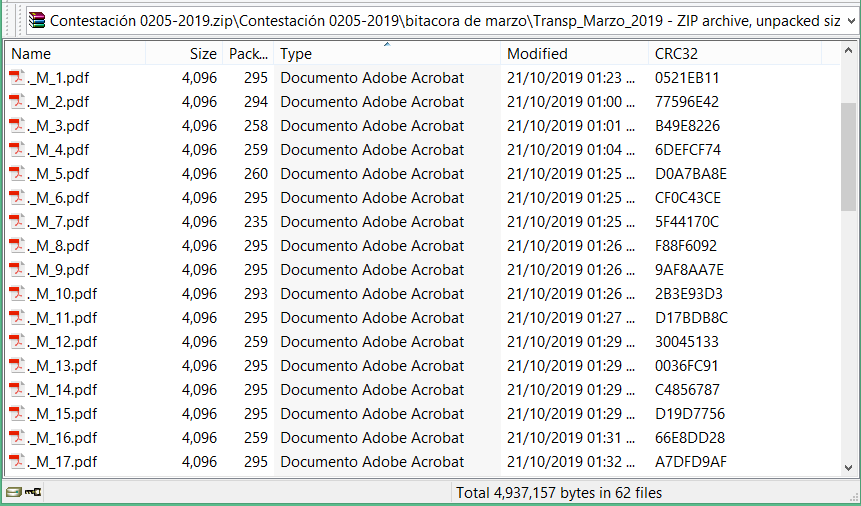 Contestación 0205-2019.zip\Contestación 0205-2019\bitacora de marzo\Transp_Marzo_2019 - ZIP archive, unpacked siz
Name Size Pack... Type Modified CRC32
._M_1.pdf 4,096 295 Documento Adobe Acrobat 21/10/2019 01:23 ... 0521EB11
._M_2.pdf 4,096 294 Documento Adobe Acrobat 21/10/2019 01:00 ... 77596E42
._M_3.pdf 4,096 258 Documento Adobe Acrobat 21/10/2019 01:01 ... B49E8226
._M_4.pdf 4,096 259 Documento Adobe Acrobat 21/10/2019 01:04 ... 6DEFCF74
._M_5.pdf 4,096 260 Documento Adobe Acrobat 21/10/2019 01:25 ... D0A7BA8E
._M_6.pdf 4,096 295 Documento Adobe Acrobat 21/10/2019 01:25 ... CF0C43CE
._M_7.pdf 4,096 235 Documento Adobe Acrobat 21/10/2019 01:25 ... 5F44170C
._M_8.pdf 4,096 295 Documento Adobe Acrobat 21/10/2019 01:26 ... F88F6092
._M_9.pdf 4,096 295 Documento Adobe Acrobat 21/10/2019 01:26 ... 9AF8AA7E
._M_10.pdf 4,096 293 Documento Adobe Acrobat 21/10/2019 01:26 ... 2B3E93D3
._M_11.pdf 4,096 295 Documento Adobe Acrobat 21/10/2019 01:27 ... D17BDB8C
._M_12.pdf 4,096 259 Documento Adobe Acrobat 21/10/2019 01:29 ... 30045133
._M_13.pdf 4,096 295 Documento Adobe Acrobat 21/10/2019 01:29 ... 0036FC91
._M_14.pdf 4,096 295 Documento Adobe Acrobat 21/10/2019 01:29 ... C4856787
._M_15.pdf 4,096 295 Documento Adobe Acrobat 21/10/2019 01:29 ... D19D7756
._M_16.pdf 4,096 259 Documento Adobe Acrobat 21/10/2019 01:31 ... 66E8DD28
._M_17.pdf 4,096 295 Documento Adobe Acrobat 21/10/2019 01:32 ... A7DFD9AF
Total 4,937,157 bytes in 62 files